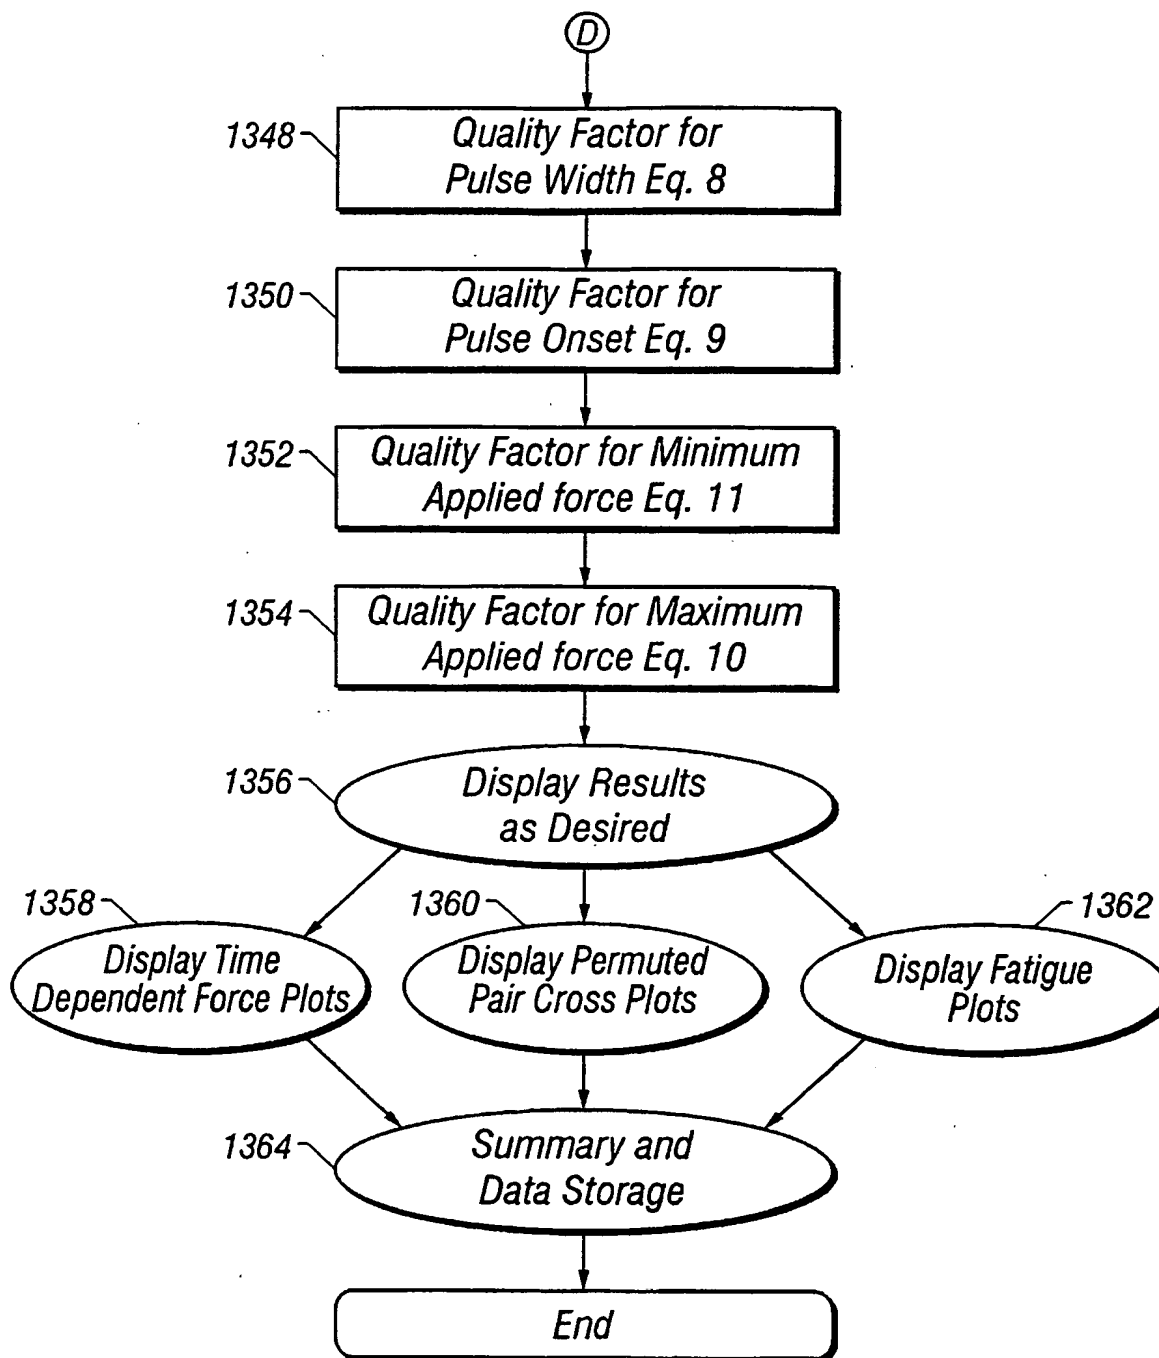 D
1348
Quality Factor for
Pulse Width Eq. 8
1350
Quality Factor for
Pulse Onset Eq. 9
1352
Quality Factor for Minimum
Applied force Eq. 11
1354
Quality Factor for Maximum
Applied force Eq. 10
1356
Display Results
as Desired
1358
Display Time
Dependent Force Plots
1360
Display Permuted
Pair Cross Plots
1362
Display Fatigue
Plots
1364
Summary and
Data Storage
End